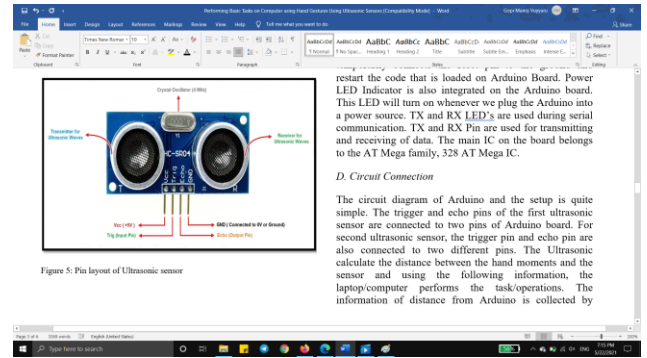 Performing Basic Tasks on Computer using Hand Gestures Using Ultrasonic Sensors [Compatibility Mode] - Word
File Home Insert Design Layout References Mailings Review View Help Tell me what you want to do
Share
Cut
Copy
Format Painter
Paste
Times New Roman 10
AaBbCcDd AaBbCcDd AaBbC AaBbCc AaBbC AaBbCcD AaBbCcDd AaBbCcDd AaBbCcDd
1 Normal 1 No Spac... Heading 1 Heading 2 Title Subtitle Subtle Em... Emphasis Intense E...
Find
Replace
Select
Clipboard Font Paragraph Styles Editing
Crystal Oscillator (4 MHz)
Transmitter for
Ultrasonic Waves
Receiver for
Ultrasonic Waves
HC-SR04
T
R
Vcc
Trig
Echo
GND
Vcc ( +5V )
GND ( Connected to 0V or Ground)
Trig (Input Pin)
Echo (Output Pin)
Figure 5: Pin layout of Ultrasonic sensor
restart the code that is loaded on Arduino Board. Power
LED Indicator is also integrated on the Arduino board.
This LED will turn on whenever we plug the Arduino into
a power source. TX and RX LED's are used during serial
communication. TX and RX Pin are used for transmitting
and receiving of data. The main IC on the board belongs
to the AT Mega family, 328 AT Mega IC.
D. Circuit Connection
The circuit diagram of Arduino and the setup is quite
simple. The trigger and echo pins of the first ultrasonic
sensor are connected to two pins of Arduino board. For
second ultrasonic sensor, the trigger pin and echo pin are
also connected to two different pins. The Ultrasonic
calculate the distance between the hand moments and the
sensor and using the following information, the
laptop/computer performs the task/operations. The
information of distance from Arduino is collected by
words English (United States)
200%
Type here to search
ENG
7:15 PM
5/22/2021